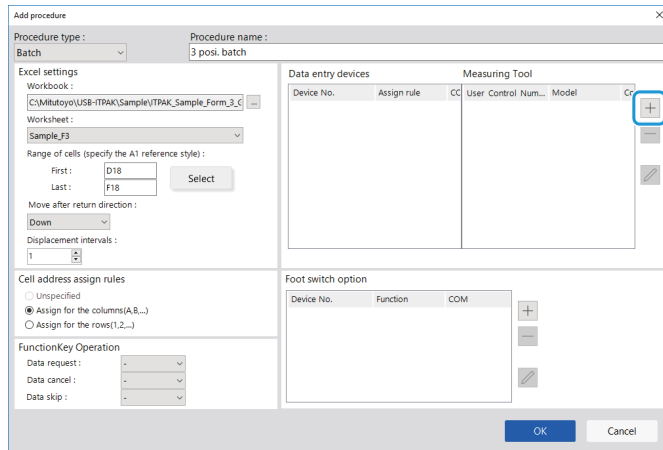 Add procedure
Procedure type : Procedure name :
Batch 3 posi. batch
Excel settings
Workbook :
C:\Mitutoyo\USB-ITPAK\Sample\ITPAK_Sample_Form_3_C ...
Worksheet :
Sample_F3
Range of cells (specify the A1 reference style) :
First : D18
Last : F18
Select
Move after return direction :
Down
Displacement intervals :
1
Data entry devices Measuring Tool
Device No. Assign rule CC User Control Num... Model Cr
Cell address assign rules
Unspecified
Assign for the columns(A,B,...)
Assign for the rows(1,2,...)
FunctionKey Operation
Data request : -
Data cancel : -
Data skip : -
Foot switch option
Device No. Function COM
OK Cancel